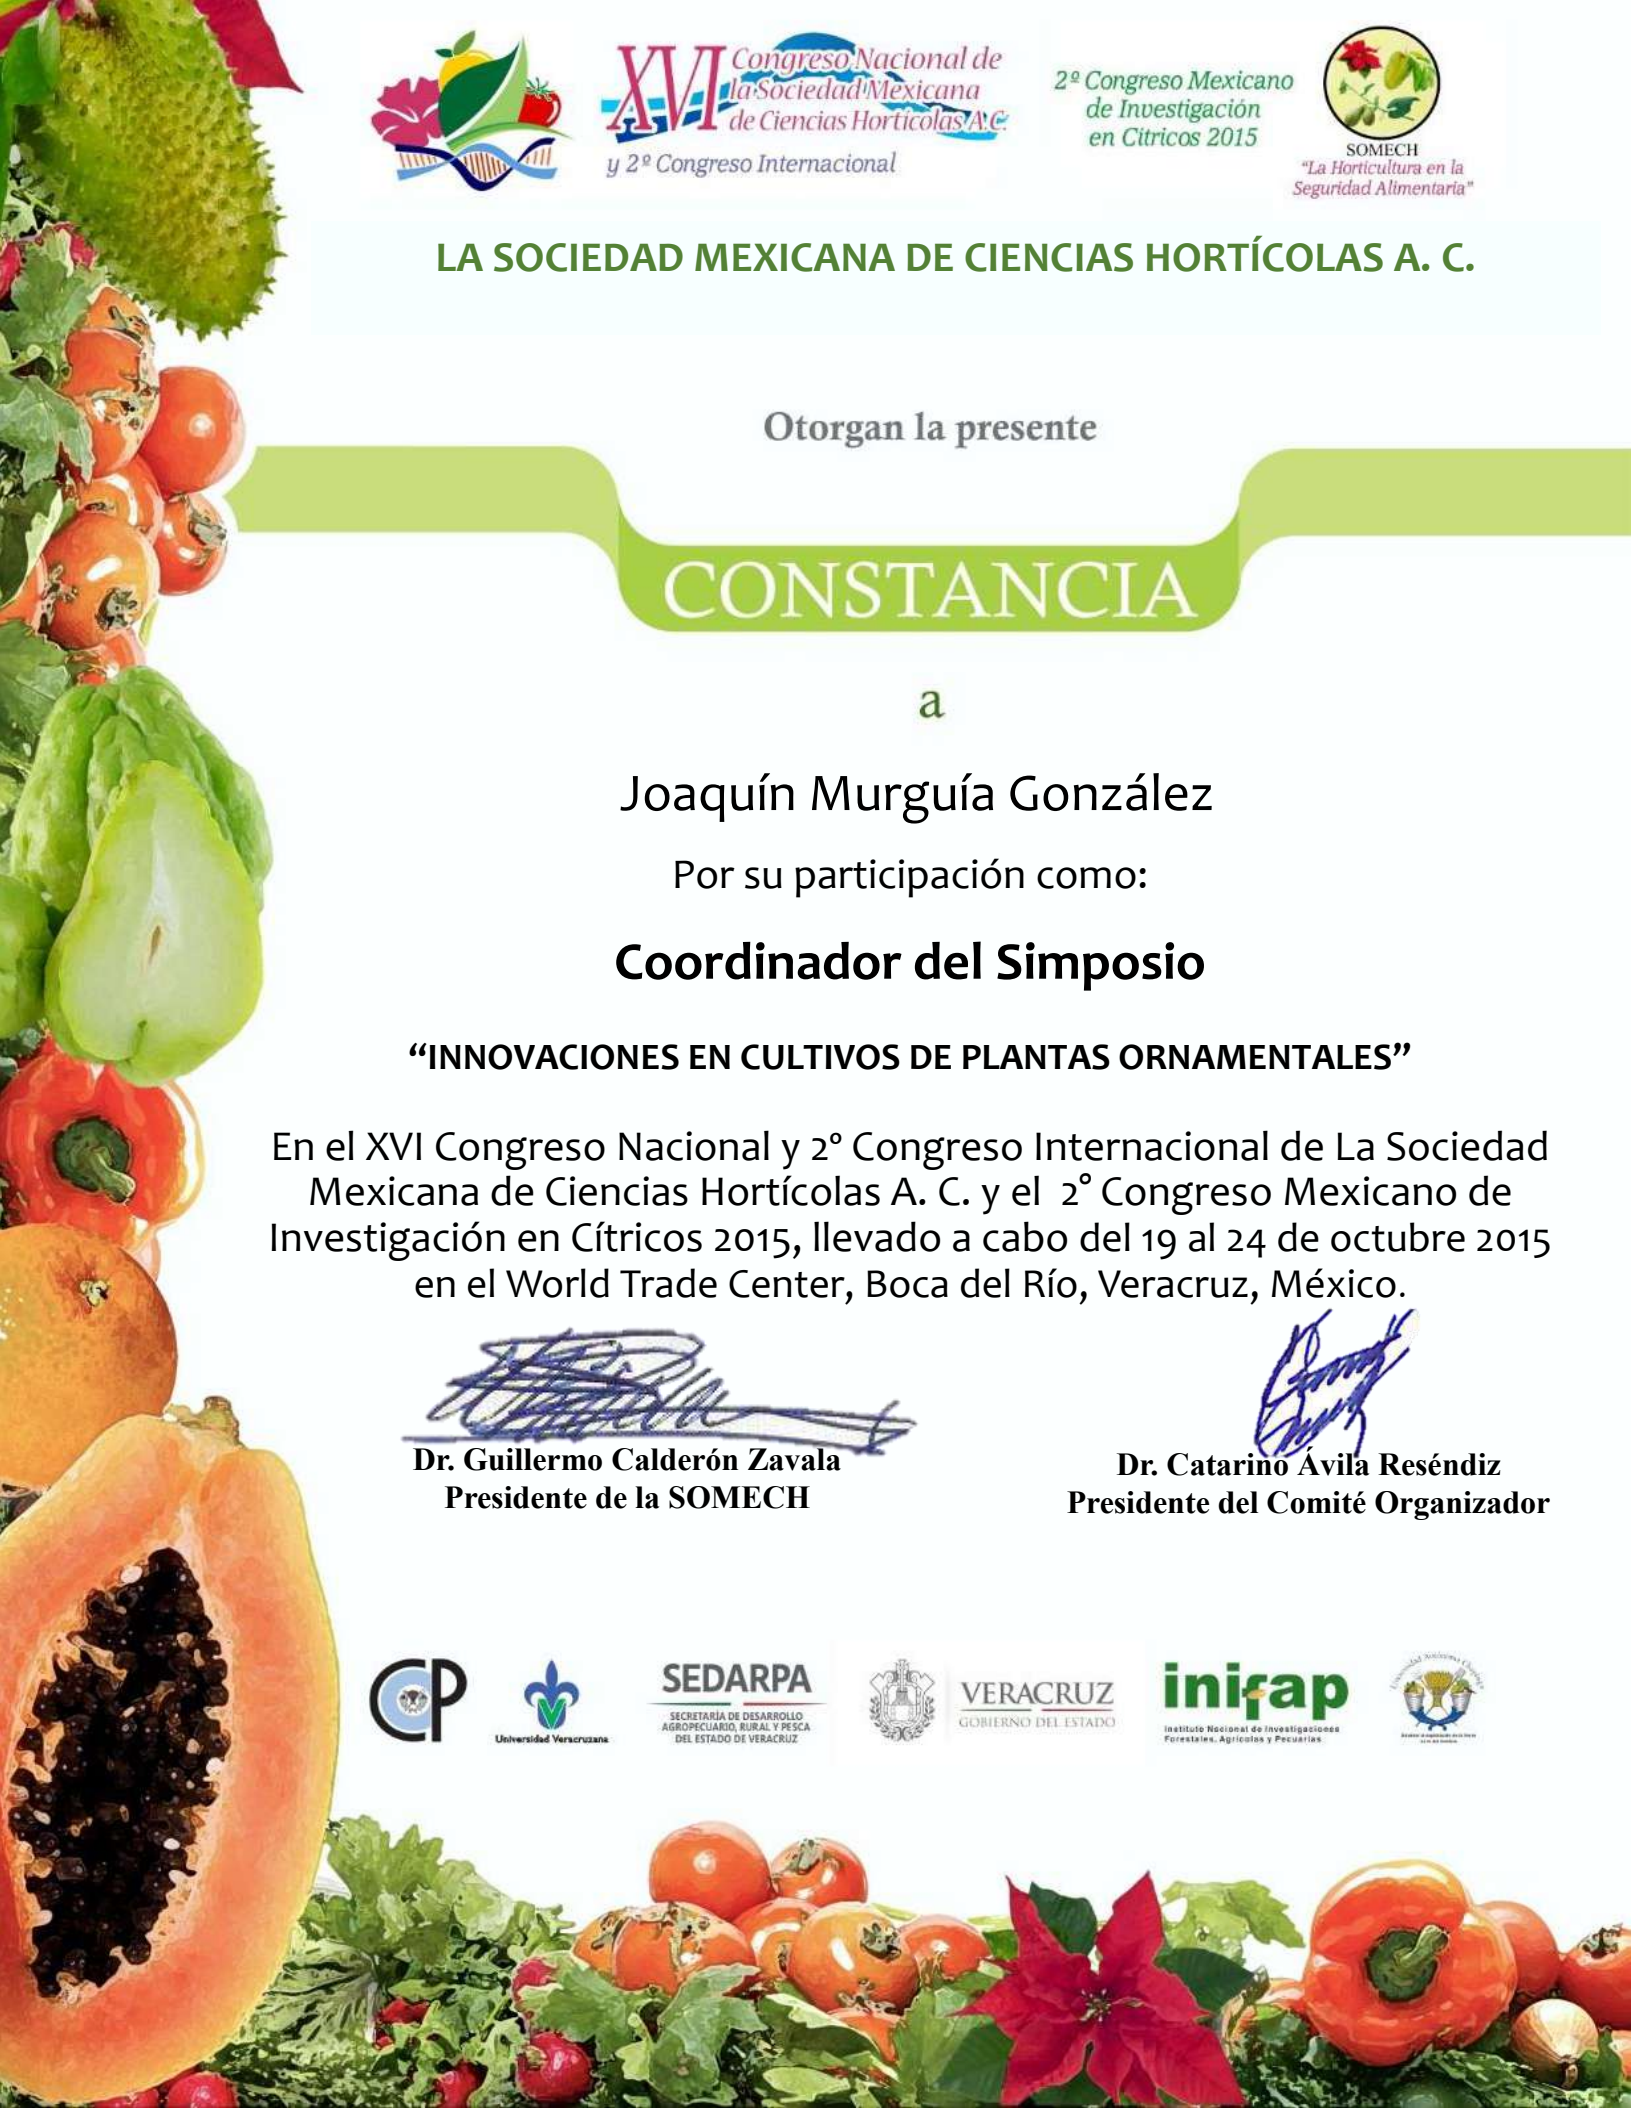 XVI Congreso Nacional de
la Sociedad Mexicana
de Ciencias Hortícolas A.C.
y 2º Congreso Internacional
2º Congreso Mexicano
de Investigación
en Cítricos 2015
SOMECH
“La Horticultura en la
Seguridad Alimentaria”
LA SOCIEDAD MEXICANA DE CIENCIAS HORTÍCOLAS A. C.
Otorgan la presente
CONSTANCIA
a
Joaquín Murguía González
Por su participación como:
Coordinador del Simposio
“INNOVACIONES EN CULTIVOS DE PLANTAS ORNAMENTALES”
En el XVI Congreso Nacional y 2º Congreso Internacional de La Sociedad
Mexicana de Ciencias Hortícolas A. C. y el 2° Congreso Mexicano de
Investigación en Cítricos 2015, llevado a cabo del 19 al 24 de octubre 2015
en el World Trade Center, Boca del Río, Veracruz, México.
Dr. Guillermo Calderón Zavala
Presidente de la SOMECH
Dr. Catarino Ávila Reséndiz
Presidente del Comité Organizador
CP
Universidad Veracruzana
SEDARPA
SECRETARÍA DE DESARROLLO
AGROPECUARIO, RURAL Y PESCA
DEL ESTADO DE VERACRUZ
VERACRUZ
GOBIERNO DEL ESTADO
inifap
Instituto Nacional de Investigaciones
Forestales, Agrícolas y Pecuarias